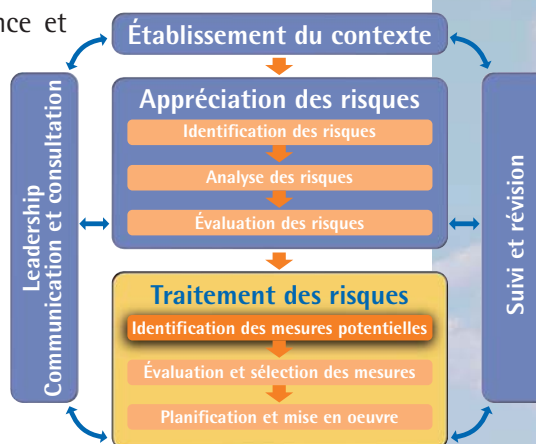 nce et
Établissement du contexte
Leadership
Communication et consultation
Appréciation des risques
Identification des risques
Analyse des risques
Évaluation des risques
Suivi et révision
Traitement des risques
Identification des mesures potentielles
Évaluation et sélection des mesures
Planification et mise en oeuvre